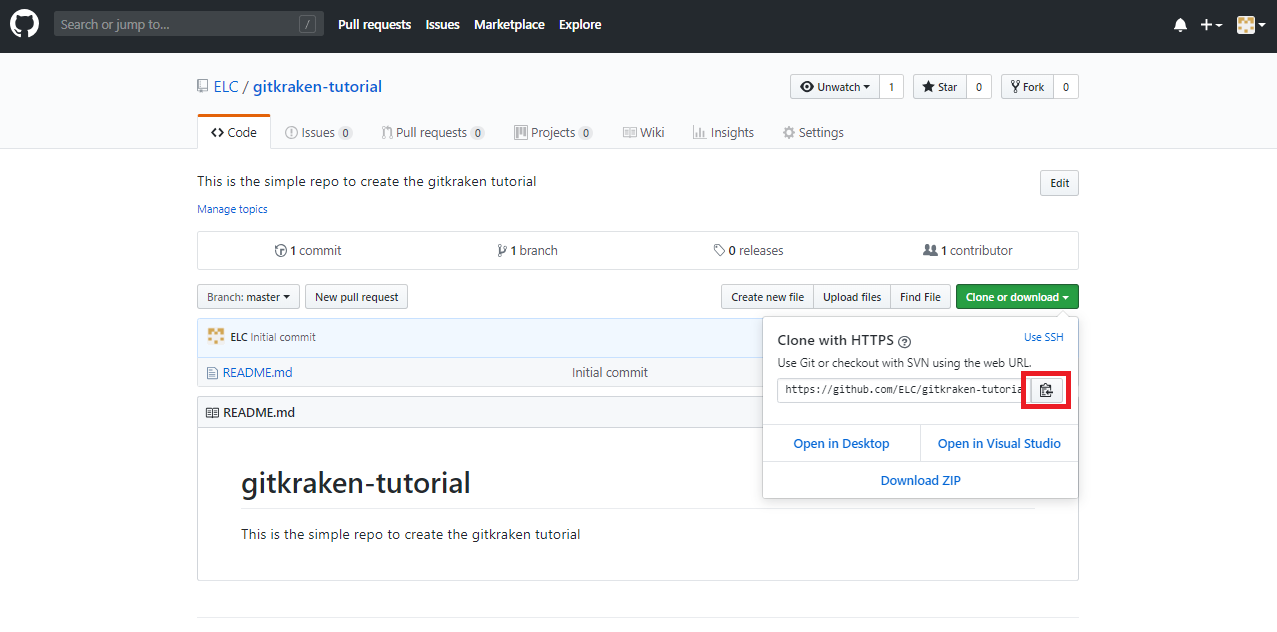 Search or jump to... /
Pull requests Issues Marketplace Explore
ELC / gitkraken-tutorial
Unwatch 1 Star 0 Fork 0
Code Issues 0 Pull requests 0 Projects 0 Wiki Insights Settings
This is the simple repo to create the gitkraken tutorial
Edit
Manage topics
1 commit 1 branch 0 releases 1 contributor
Branch: master New pull request Create new file Upload files Find File Clone or download
ELC Initial commit
README.md Initial commit
Clone with HTTPS ? Use SSH
Use Git or checkout with SVN using the web URL.
https://github.com/ELC/gitkraken-tutoria
Open in Desktop Open in Visual Studio
Download ZIP
README.md
gitkraken-tutorial
This is the simple repo to create the gitkraken tutorial